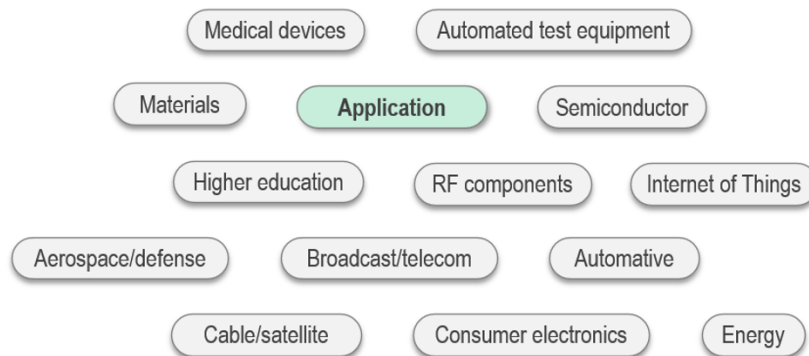 Medical devices
Automated test equipment
Materials
Application
Semiconductor
Higher education
RF components
Internet of Things
Aerospace/defense
Broadcast/telecom
Automative
Cable/satellite
Consumer electronics
Energy